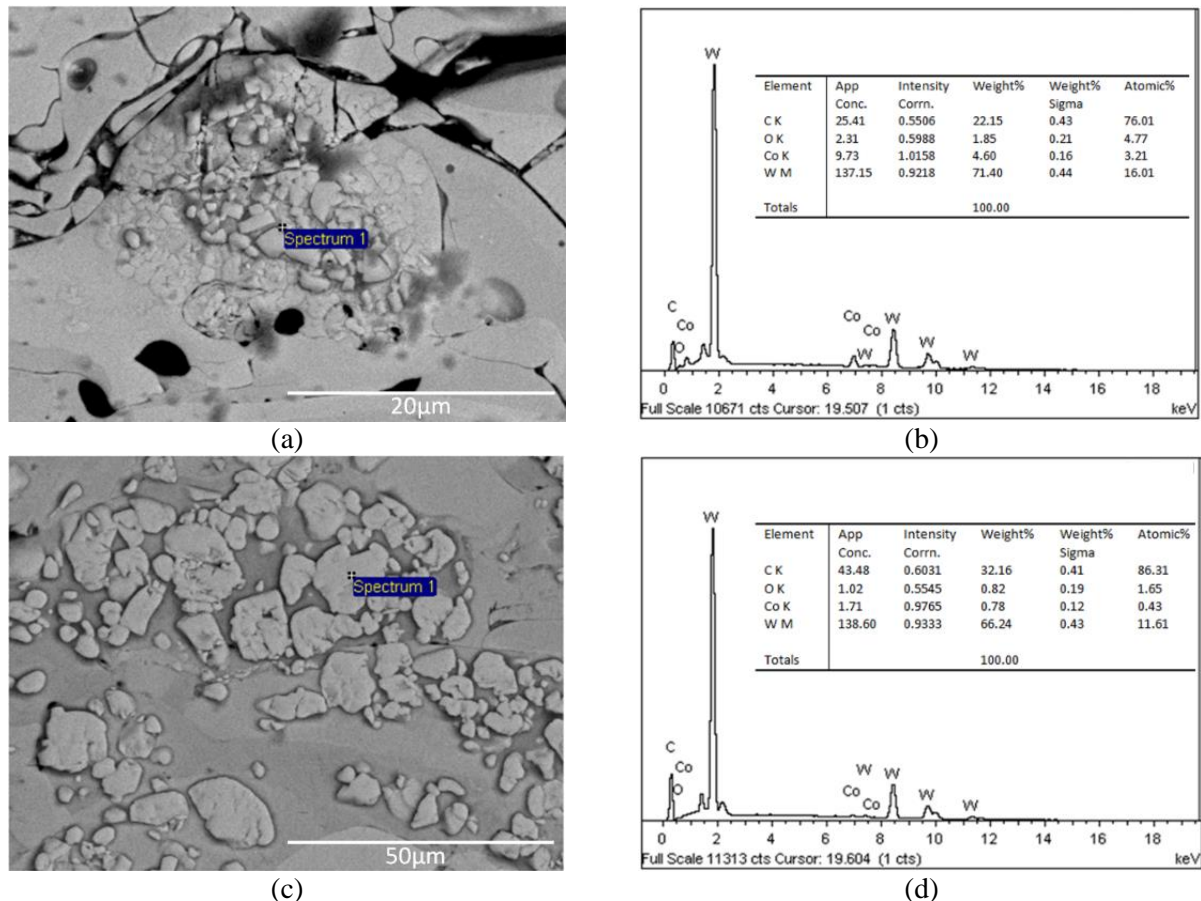 Spectrum 1
20µm
(a)
W
Element App Intensity Weight% Weight% Atomic%
Conc. Corrn. Sigma
C K 25.41 0.5506 22.15 0.43 76.01
O K 2.31 0.5988 1.85 0.21 4.77
Co K 9.73 1.0158 4.60 0.16 3.21
W M 137.15 0.9218 71.40 0.44 16.01
Totals 100.00
C
Co
O
Co
Co
W
W
W
W
0 2 4 6 8 10 12 14 16 18
Full Scale 10671 cts Cursor: 19.507 (1 cts) keV
(b)
Spectrum 1
50µm
(c)
W
Element App Intensity Weight% Weight% Atomic%
Conc. Corrn. Sigma
C K 43.48 0.6031 32.16 0.41 86.31
O K 1.02 0.5545 0.82 0.19 1.65
Co K 1.71 0.9765 0.78 0.12 0.43
W M 138.60 0.9333 66.24 0.43 11.61
Totals 100.00
C
Co
O
W
Co
Co
W
W
W
0 2 4 6 8 10 12 14 16 18
Full Scale 11313 cts Cursor: 19.604 (1 cts) keV
(d)